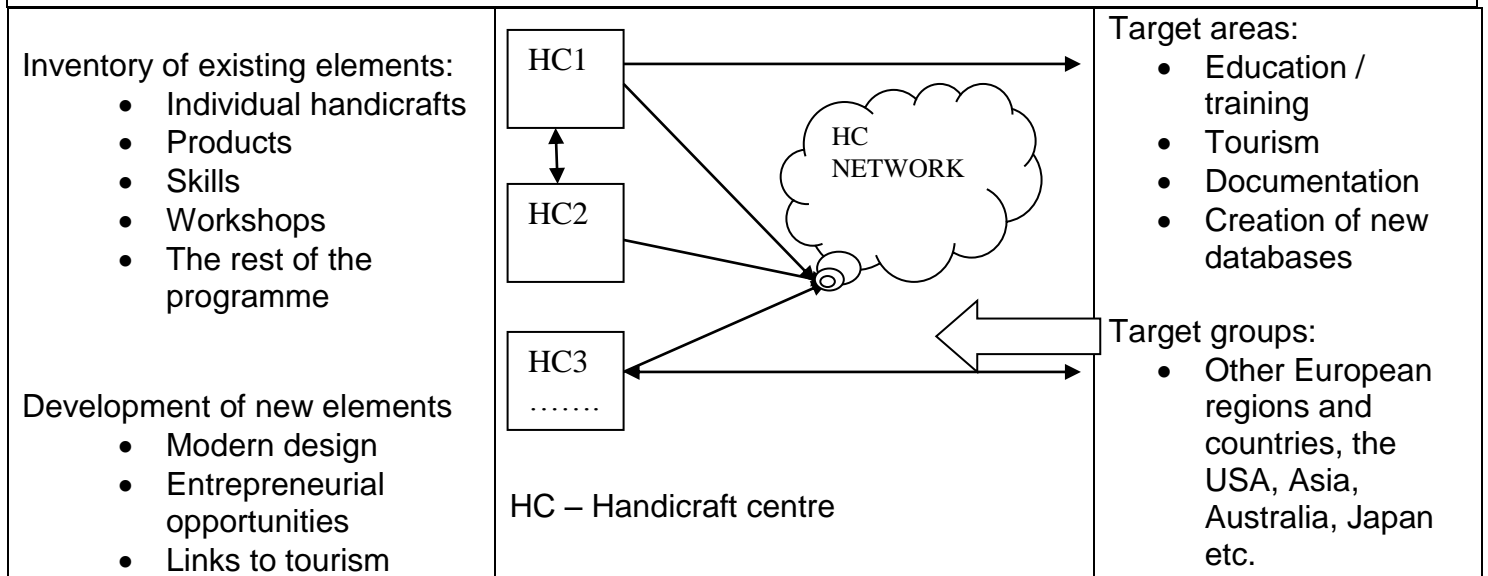 Inventory of existing elements:
• Individual handicrafts
• Products
• Skills
• Workshops
• The rest of the
programme
Development of new elements
• Modern design
• Entrepreneurial
opportunities
• Links to tourism
HC1
HC2
HC3
…….
HC
NETWORK
HC – Handicraft centre
Target areas:
• Education /
training
• Tourism
• Documentation
• Creation of new
databases
Target groups:
• Other European
regions and
countries, the
USA, Asia,
Australia, Japan
etc.